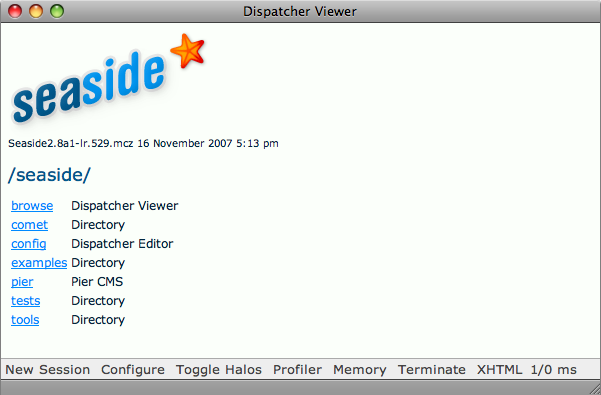 Dispatcher Viewer
seaside
Seaside2.8a1-lr.529.mcz 16 November 2007 5:13 pm
/seaside/
browse Dispatcher Viewer
comet Directory
config Dispatcher Editor
examples Directory
pier Pier CMS
tests Directory
tools Directory
New Session Configure Toggle Halos Profiler Memory Terminate XHTML 1/0 ms